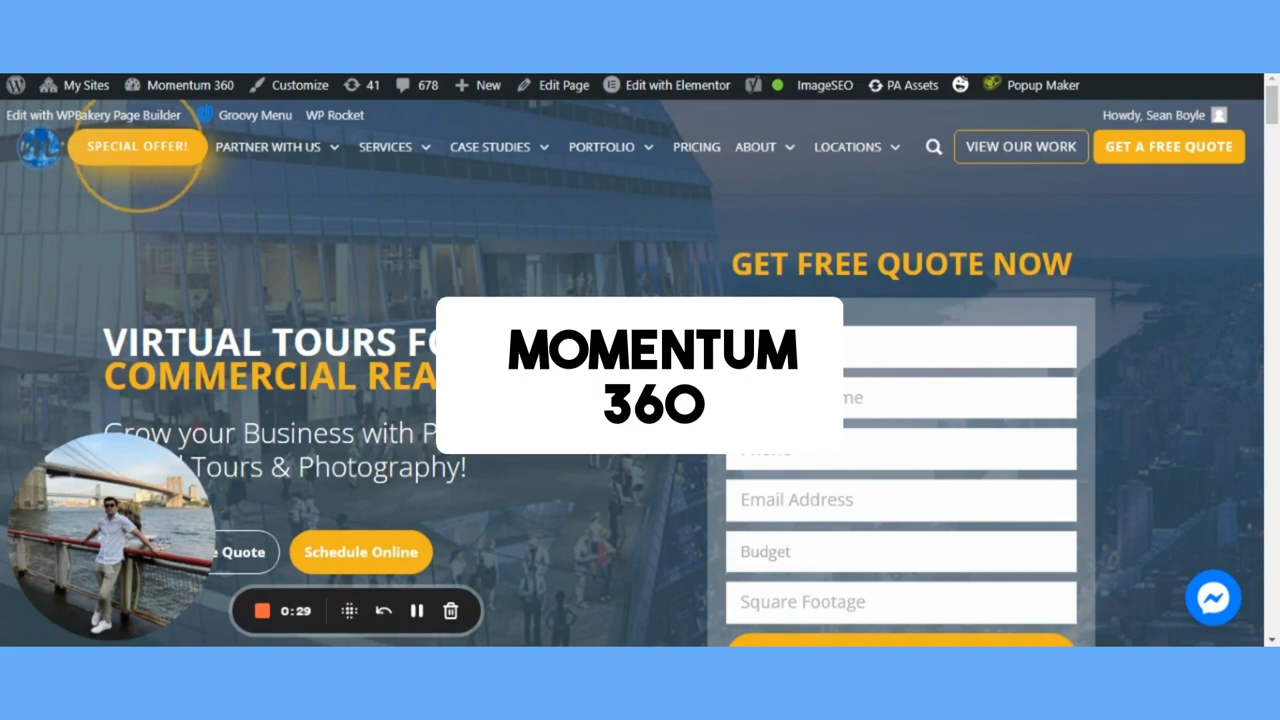 My Sites Momentum 360 Customize 41 678 New Edit Page Edit with Elementor ImageSEO PA Assets Popup Maker
Edit with WPBakery Page Builder Groovy Menu WP Rocket Howdy, Sean Boyle
SPECIAL OFFER! PARTNER WITH US SERVICES CASE STUDIES PORTFOLIO PRICING ABOUT LOCATIONS VIEW OUR WORK GET A FREE QUOTE
GET FREE QUOTE NOW
VIRTUAL TOURS
COMMERCIAL
MOMENTUM
360
Grow your Business with
Tours & Photography!
Email Address
Budget
Square Footage
Quote Schedule Online
0:29